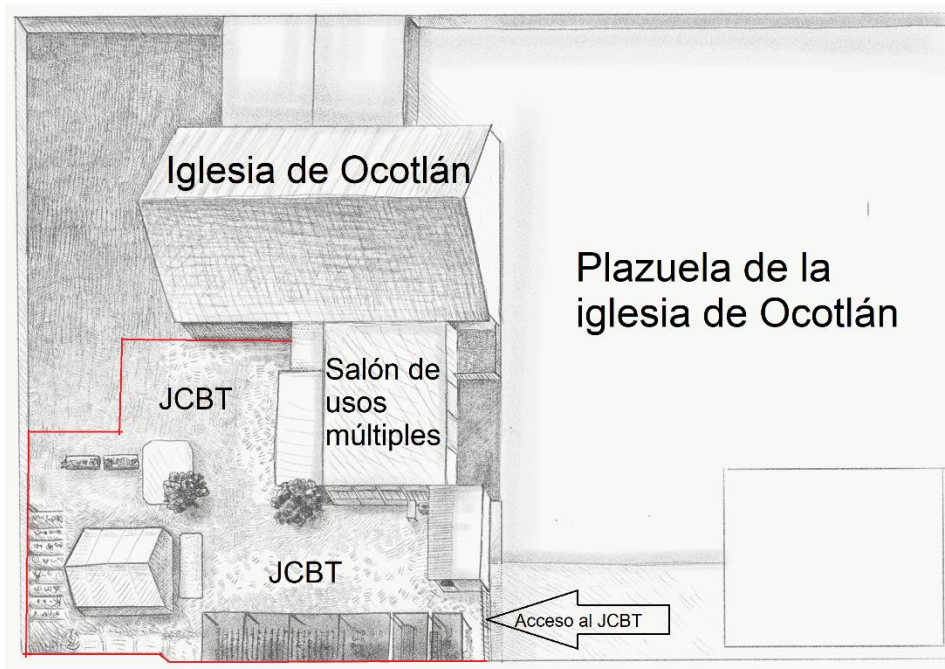 Iglesia de Ocotlán
Plazuela de la
iglesia de Ocotlán
Salón de
usos
múltiples
JCBT
JCBT
Acceso al JCBT